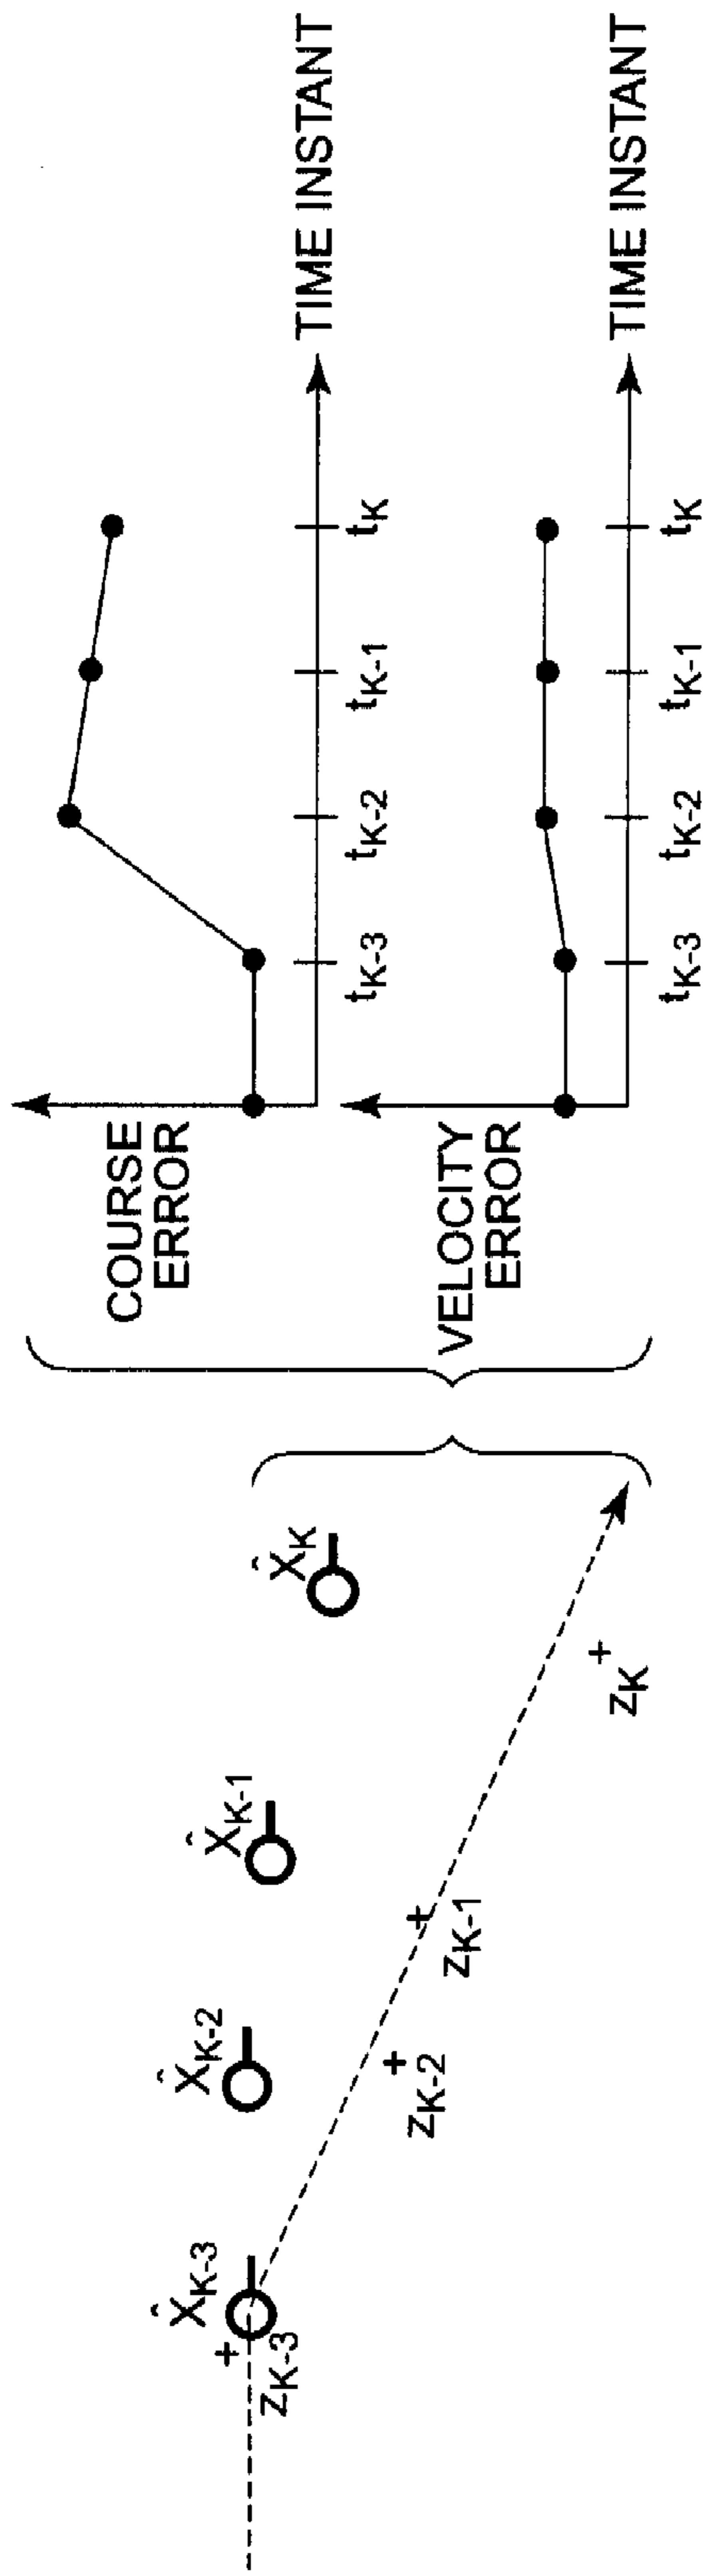 COURSE
ERROR
TIME INSTANT
t_{K-3} t_{K-2} t_{K-1} t_K
VELOCITY
ERROR
TIME INSTANT
t_{K-3} t_{K-2} t_{K-1} t_K
x̂_{K-3}
x̂_{K-2}
x̂_{K-1}
x̂_K
+
z_{K-3}
+
z_{K-2}
+
z_{K-1}
+
z_K